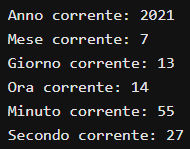 Anno corrente: 2021
Mese corrente: 7
Giorno corrente: 13
Ora corrente: 14
Minuto corrente: 55
Secondo corrente: 27